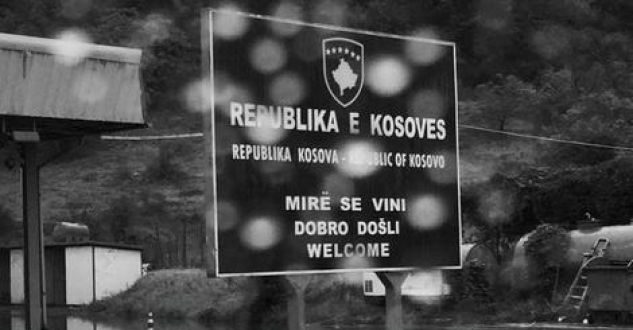 REPUBLIKA E KOSOVES
REPUBLIKA KOSOVA - REPUBLIC OF KOSOVO
MIRË SE VINI
DOBRO DOŠLI
WELCOME